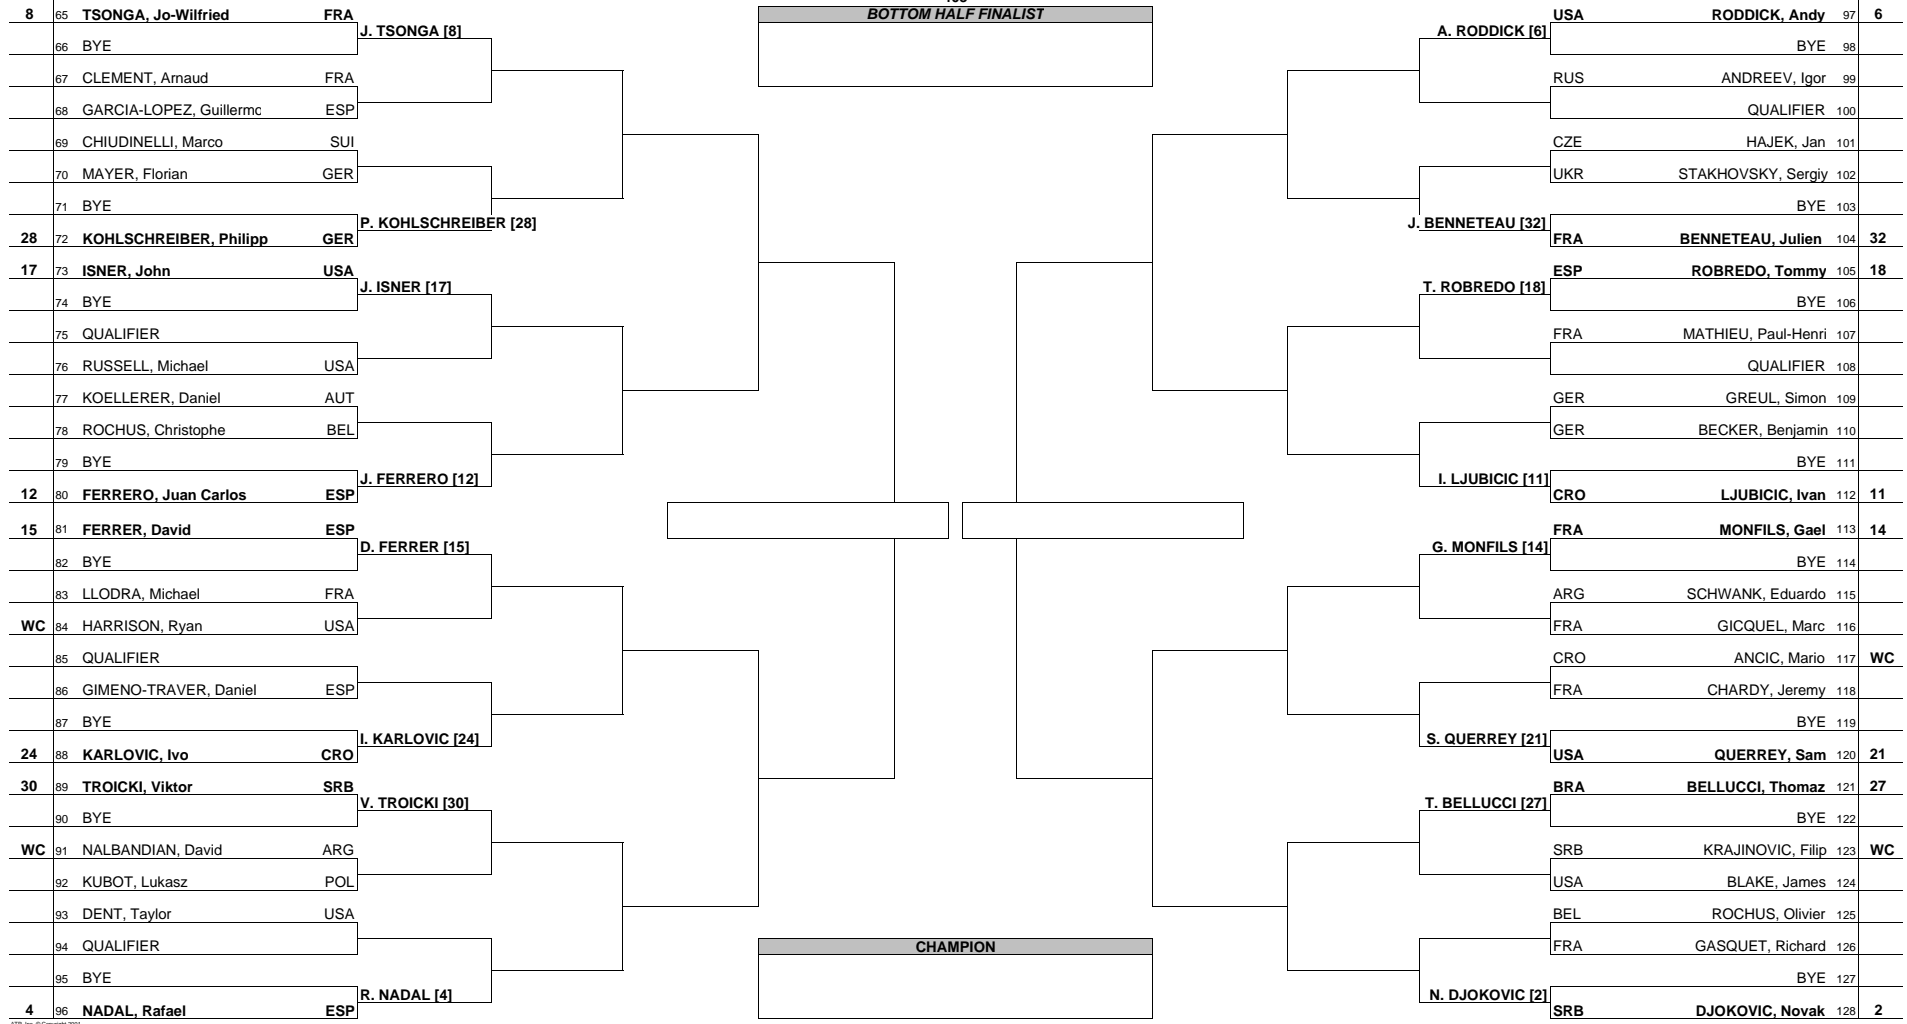 BOTTOM HALF FINALIST
8 65 TSONGA, Jo-Wilfried FRA
J. TSONGA [8]
66 BYE
67 CLEMENT, Arnaud FRA
68 GARCIA-LOPEZ, Guillermo ESP
69 CHIUDINELLI, Marco SUI
70 MAYER, Florian GER
71 BYE
P. KOHLSCHREIBER [28]
28 72 KOHLSCHREIBER, Philipp GER
17 73 ISNER, John USA
J. ISNER [17]
74 BYE
75 QUALIFIER
76 RUSSELL, Michael USA
77 KOELLERER, Daniel AUT
78 ROCHUS, Christophe BEL
79 BYE
J. FERRERO [12]
12 80 FERRERO, Juan Carlos ESP
15 81 FERRER, David ESP
D. FERRER [15]
82 BYE
83 LLODRA, Michael FRA
WC 84 HARRISON, Ryan USA
85 QUALIFIER
86 GIMENO-TRAVER, Daniel ESP
87 BYE
I. KARLOVIC [24]
24 88 KARLOVIC, Ivo CRO
30 89 TROICKI, Viktor SRB
V. TROICKI [30]
90 BYE
WC 91 NALBANDIAN, David ARG
92 KUBOT, Lukasz POL
93 DENT, Taylor USA
94 QUALIFIER
95 BYE
R. NADAL [4]
4 96 NADAL, Rafael ESP
CHAMPION
USA RODDICK, Andy 97 6
A. RODDICK [6]
BYE 98
RUS ANDREEV, Igor 99
QUALIFIER 100
CZE HAJEK, Jan 101
UKR STAKHOVSKY, Sergiy 102
BYE 103
J. BENNETEAU [32]
FRA BENNETEAU, Julien 104 32
ESP ROBREDO, Tommy 105 18
T. ROBREDO [18]
BYE 106
FRA MATHIEU, Paul-Henri 107
QUALIFIER 108
GER GREUL, Simon 109
GER BECKER, Benjamin 110
BYE 111
I. LJUBICIC [11]
CRO LJUBICIC, Ivan 112 11
FRA MONFILS, Gael 113 14
G. MONFILS [14]
BYE 114
ARG SCHWANK, Eduardo 115
FRA GICQUEL, Marc 116
CRO ANCIC, Mario 117 WC
FRA CHARDY, Jeremy 118
BYE 119
S. QUERREY [21]
USA QUERREY, Sam 120 21
BRA BELLUCCI, Thomaz 121 27
T. BELLUCCI [27]
BYE 122
SRB KRAJINOVIC, Filip 123 WC
USA BLAKE, James 124
BEL ROCHUS, Olivier 125
FRA GASQUET, Richard 126
BYE 127
N. DJOKOVIC [2]
SRB DJOKOVIC, Novak 128 2